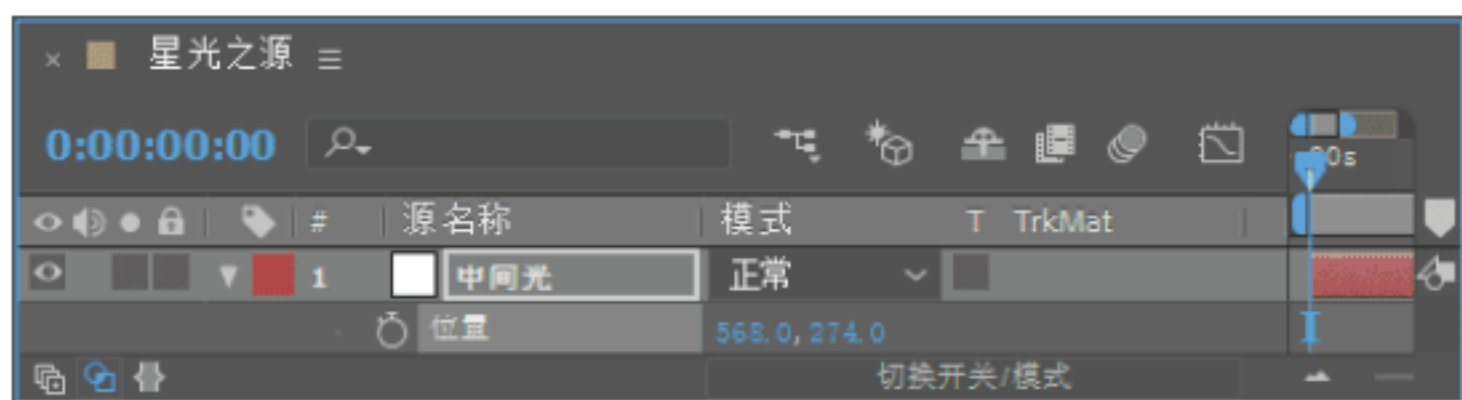 星光之源
0:00:00:00
00s
# 源名称 模式 T TrkMat
1 中间光 正常
位置 568.0, 274.0
切换开关/模式